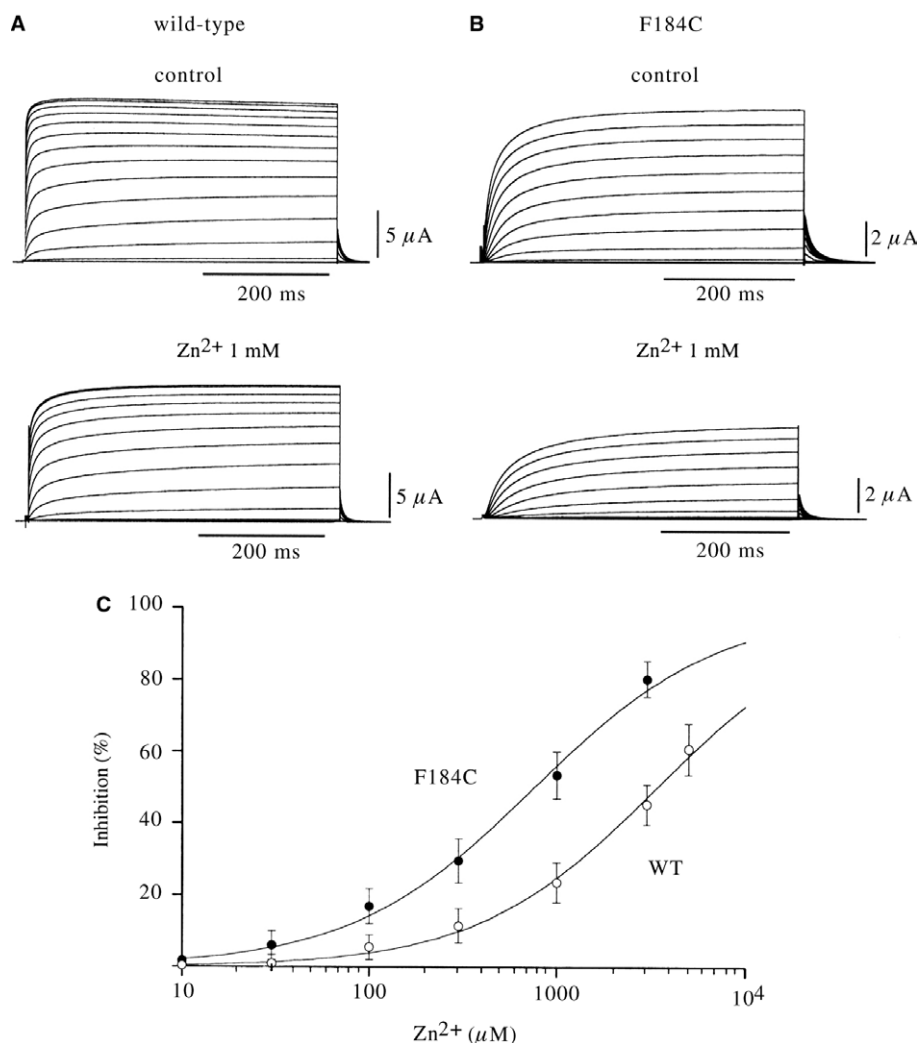 A
wild-type
control
5 μA
200 ms
Zn2+ 1 mM
5 μA
200 ms
B
F184C
control
2 μA
200 ms
Zn2+ 1 mM
2 μA
200 ms
C
100
80
60
40
20
Inhibition (%)
F184C
WT
10
100
1000
10⁴
Zn2+ (μM)